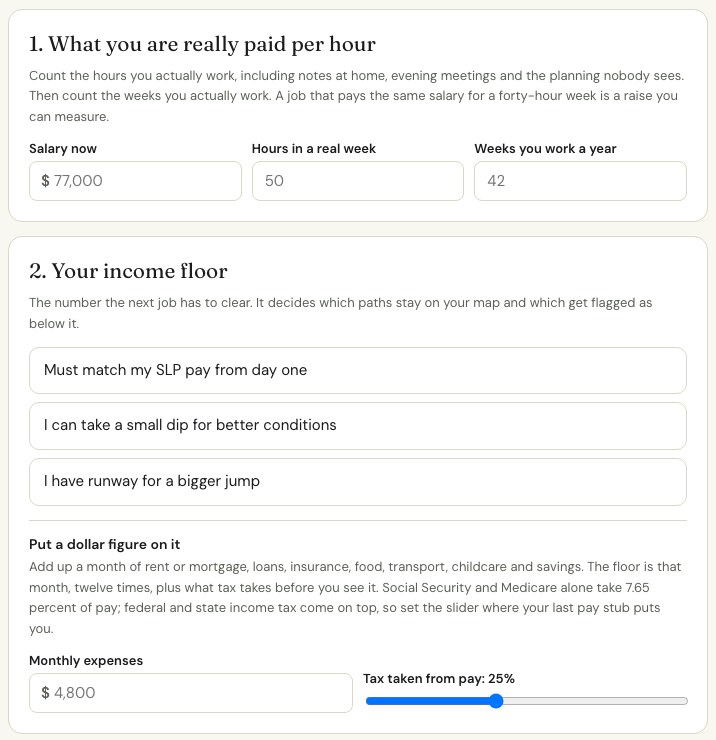 1. What you are really paid per hour
Count the hours you actually work, including notes at home, evening meetings and the planning nobody sees.
Then count the weeks you actually work. A job that pays the same salary for a forty-hour week is a raise you
can measure.
Salary now
Hours in a real week
Weeks you work a year
$ 77,000
50
42
2. Your income floor
The number the next job has to clear. It decides which paths stay on your map and which get flagged as
below it.
Must match my SLP pay from day one
I can take a small dip for better conditions
I have runway for a bigger jump
Put a dollar figure on it
Add up a month of rent or mortgage, loans, insurance, food, transport, childcare and savings. The floor is that
month, twelve times, plus what tax takes before you see it. Social Security and Medicare alone take 7.65
percent of pay; federal and state income tax come on top, so set the slider where your last pay stub puts
you.
Monthly expenses
$ 4,800
Tax taken from pay: 25%